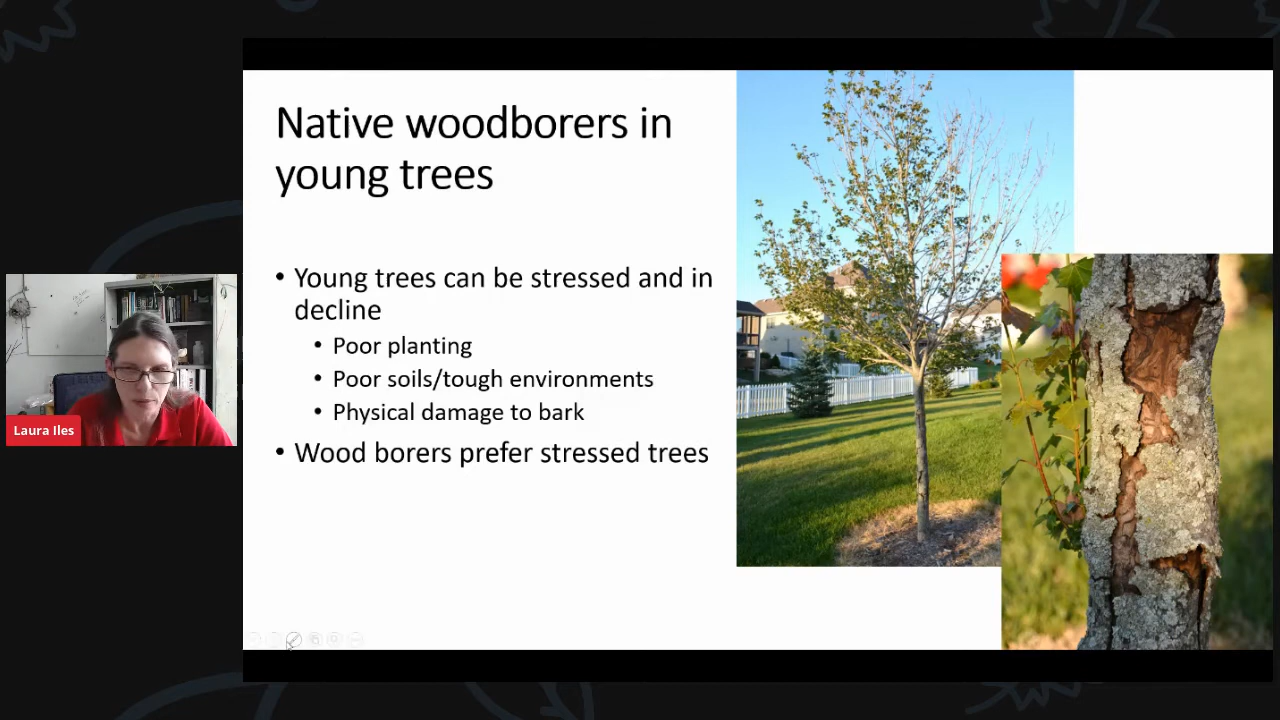 Native woodborers in
young trees
• Young trees can be stressed and in
decline
• Poor planting
• Poor soils/tough environments
• Physical damage to bark
• Wood borers prefer stressed trees
Laura Iles